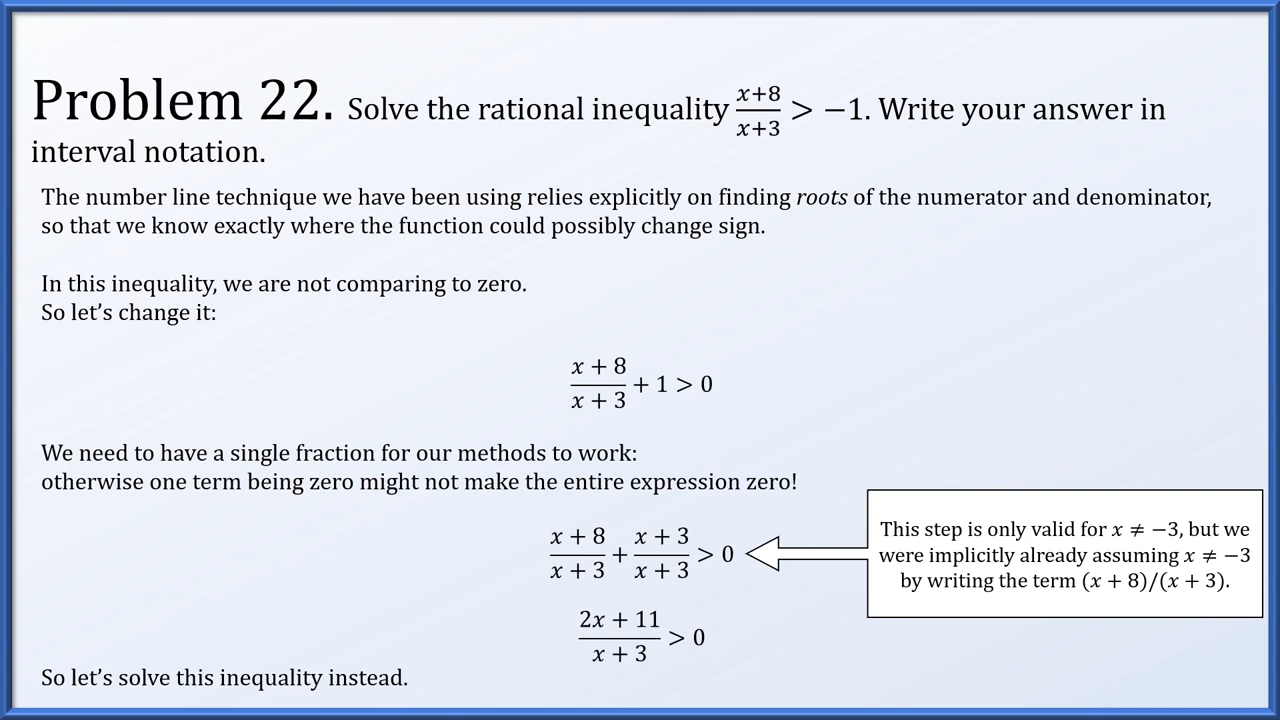 Problem 22. Solve the rational inequality (x+8)/(x+3) > −1. Write your answer in
interval notation.
The number line technique we have been using relies explicitly on finding roots of the numerator and denominator,
so that we know exactly where the function could possibly change sign.
In this inequality, we are not comparing to zero.
So let's change it:
(x + 8)/(x + 3) + 1 > 0
We need to have a single fraction for our methods to work:
otherwise one term being zero might not make the entire expression zero!
(x + 8)/(x + 3) + (x + 3)/(x + 3) > 0
This step is only valid for x ≠ −3, but we
were implicitly already assuming x ≠ −3
by writing the term (x + 8)/(x + 3).
(2x + 11)/(x + 3) > 0
So let's solve this inequality instead.